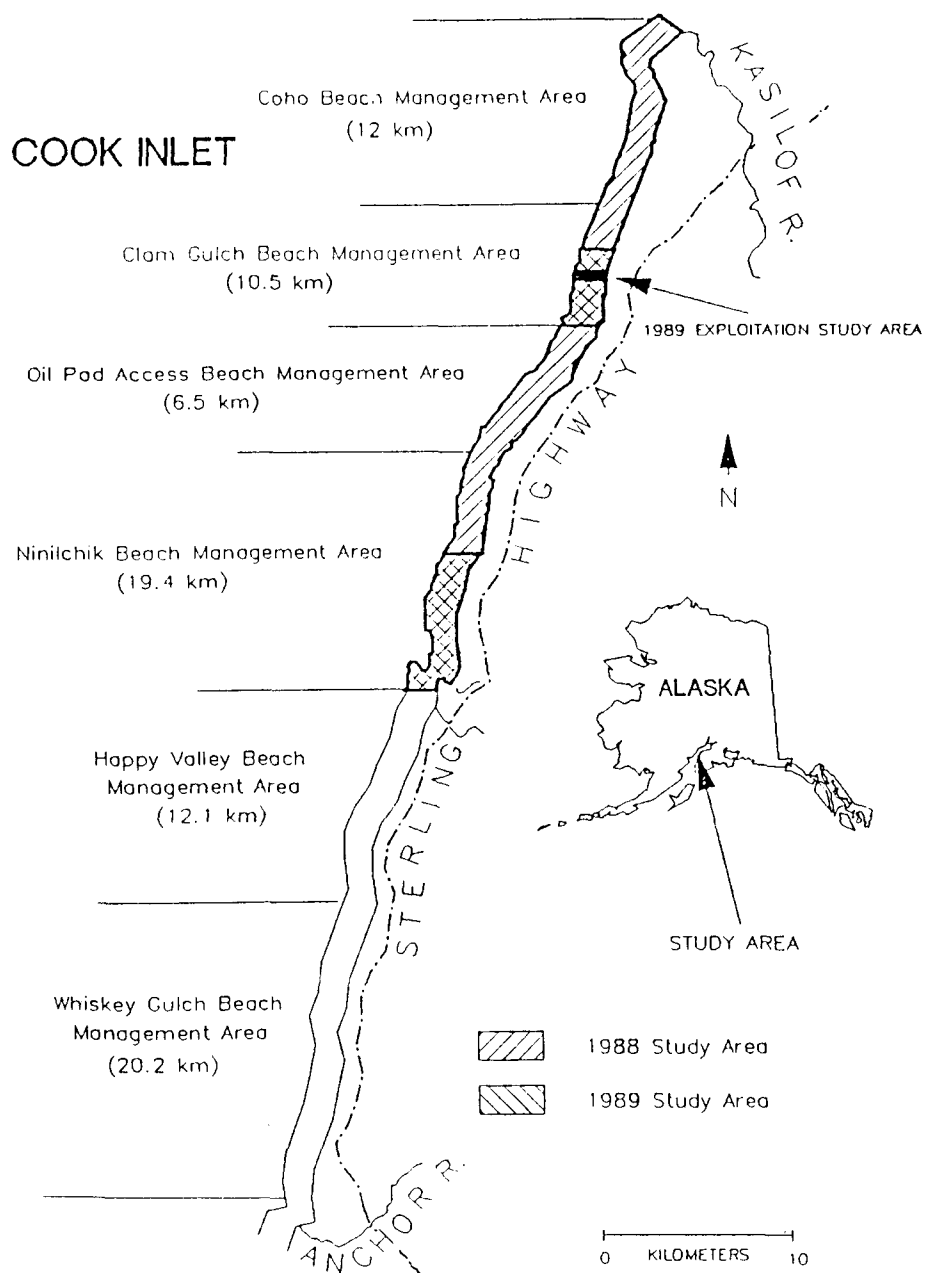 Coho Beach Management Area
(12 km)
COOK INLET
KASILOF R.
Clam Gulch Beach Management Area
(10.5 km)
1989 EXPLOITATION STUDY AREA
Oil Pad Access Beach Management Area
(6.5 km)
N
Ninilchik Beach Management Area
(19.4 km)
STERLING HIGHWAY
ALASKA
Happy Valley Beach
Management Area
(12.1 km)
STUDY AREA
Whiskey Gulch Beach
Management Area
(20.2 km)
1988 Study Area
1989 Study Area
ANCHOR R.
0 KILOMETERS 10